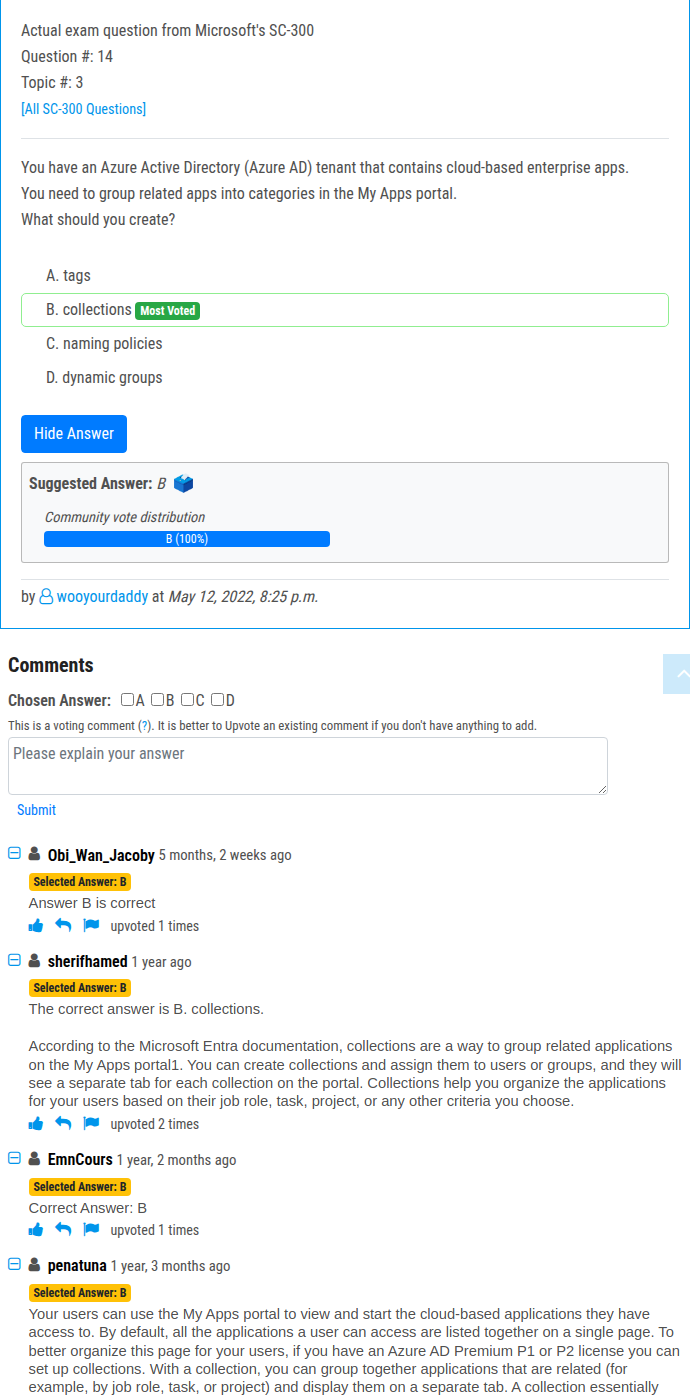 Actual exam question from Microsoft's SC-300
Question #: 14
Topic #: 3
[All SC-300 Questions]
You have an Azure Active Directory (Azure AD) tenant that contains cloud-based enterprise apps.
You need to group related apps into categories in the My Apps portal.
What should you create?
A. tags
B. collections Most Voted
C. naming policies
D. dynamic groups
Hide Answer
Suggested Answer: B
Community vote distribution
B (100%)
by wooyourdaddy at May 12, 2022, 8:25 p.m.
Comments
Chosen Answer: A B C D
This is a voting comment (?). It is better to Upvote an existing comment if you don't have anything to add.
Please explain your answer
Submit
Obi_Wan_Jacoby 5 months, 2 weeks ago
Selected Answer: B
Answer B is correct
upvoted 1 times
sherifhamed 1 year ago
Selected Answer: B
The correct answer is B. collections.
According to the Microsoft Entra documentation, collections are a way to group related applications
on the My Apps portal1. You can create collections and assign them to users or groups, and they will
see a separate tab for each collection on the portal. Collections help you organize the applications
for your users based on their job role, task, project, or any other criteria you choose.
upvoted 2 times
EmnCours 1 year, 2 months ago
Selected Answer: B
Correct Answer: B
upvoted 1 times
penatuna 1 year, 3 months ago
Selected Answer: B
Your users can use the My Apps portal to view and start the cloud-based applications they have
access to. By default, all the applications a user can access are listed together on a single page. To
better organize this page for your users, if you have an Azure AD Premium P1 or P2 license you can
set up collections. With a collection, you can group together applications that are related (for
example, by job role, task, or project) and display them on a separate tab. A collection essentially